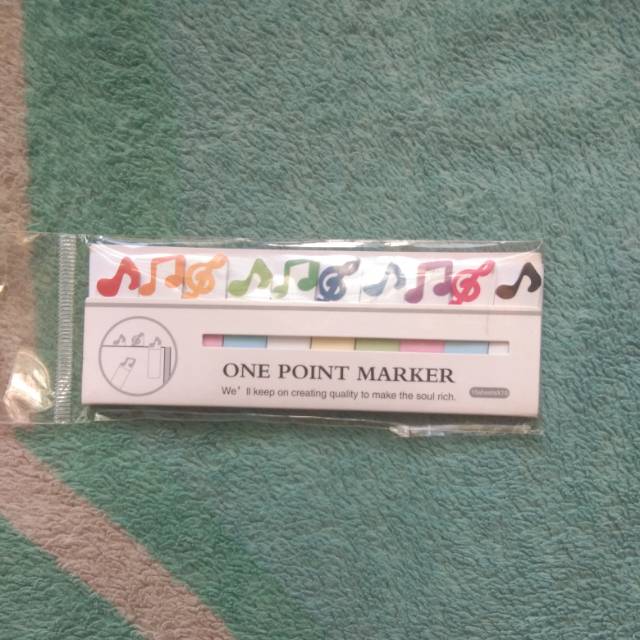 ONE POINT MARKER
We'll keep on creating quality to make the soul rich.